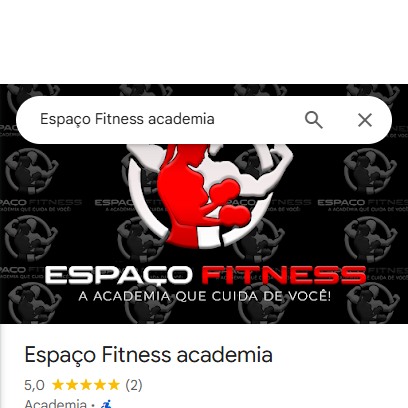 Espaço Fitness academia
ESPAÇO FITNESS
A ACADEMIA QUE CUIDA DE VOCÊ!
Espaço Fitness academia
5,0 (2)
Academia ·